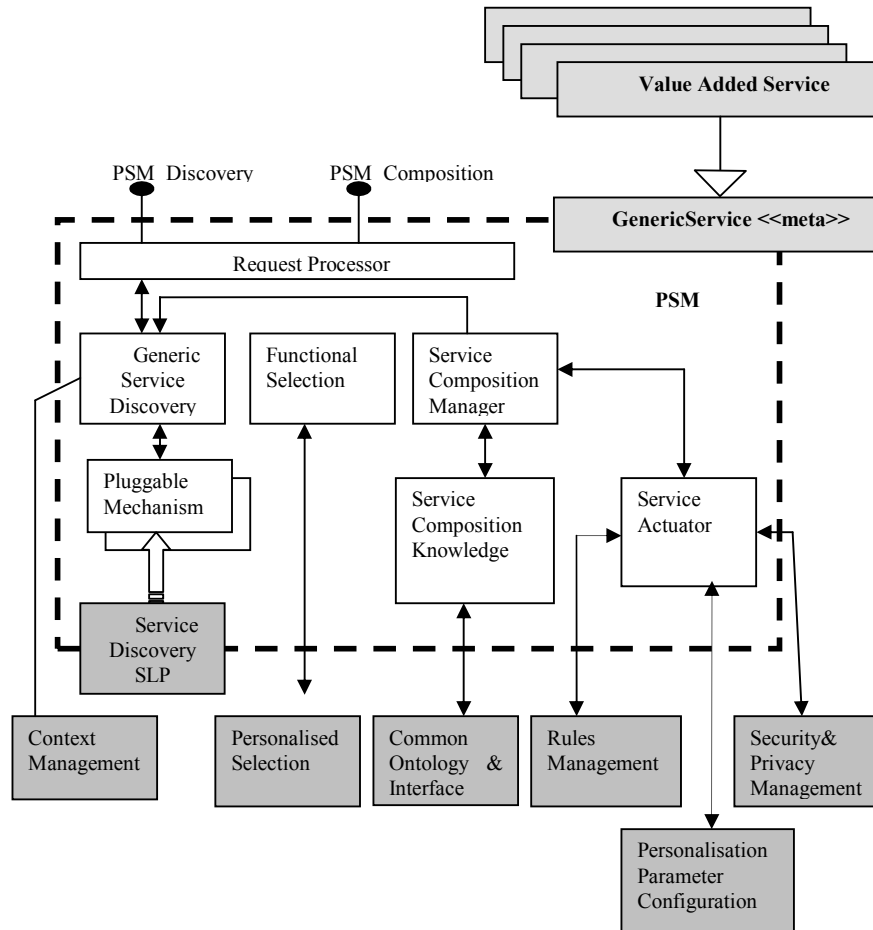 Value Added Service
PSM Discovery
PSM Composition
GenericService <<meta>>
Request Processor
PSM
Generic
Service
Discovery
Functional
Selection
Service
Composition
Manager
Pluggable
Mechanism
Service
Composition
Knowledge
Service
Actuator
Service
Discovery
SLP
Context
Management
Personalised
Selection
Common
Ontology &
Interface
Rules
Management
Security&
Privacy
Management
Personalisation
Parameter
Configuration